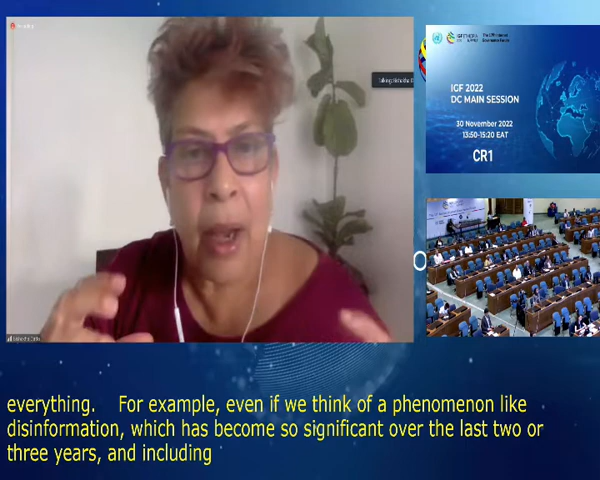 IGF 2022
DC MAIN SESSION
30 November 2022
13:50-15:20 EAT
CR1
everything. For example, even if we think of a phenomenon like
disinformation, which has become so significant over the last two or
three years, and including